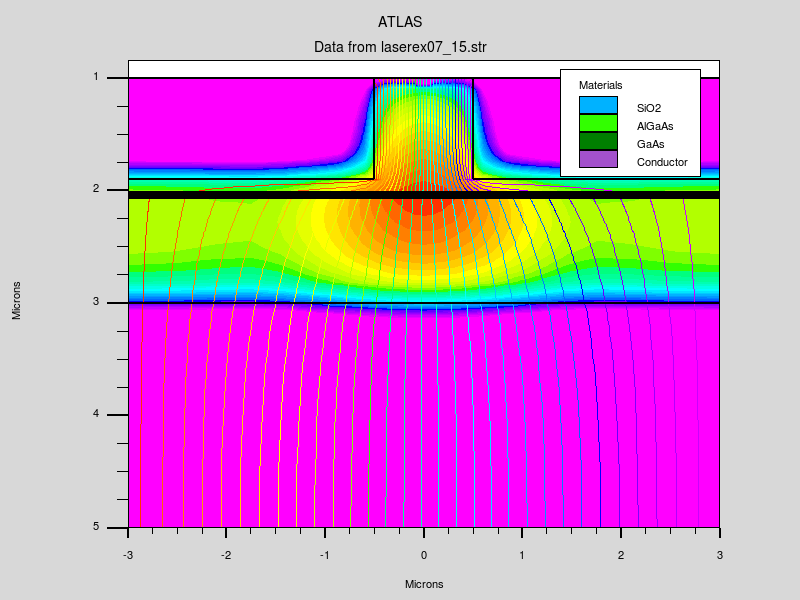 ATLAS
Data from laserex07_15.str
Materials
SiO2
AlGaAs
GaAs
Conductor
1
2
3
4
5
Microns
-3 -2 -1 0 1 2 3
Microns